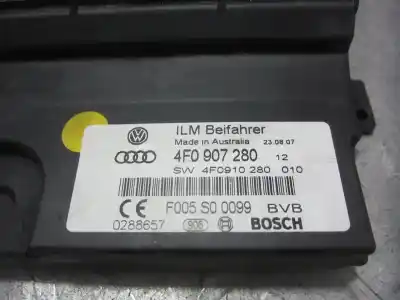 ILM Beifahrer
Made in Australia 23.08.07
4F0 907 280 12
SW 4F0910 280 010
CE F005 S0 0099 BVB
0288657 BOSCH